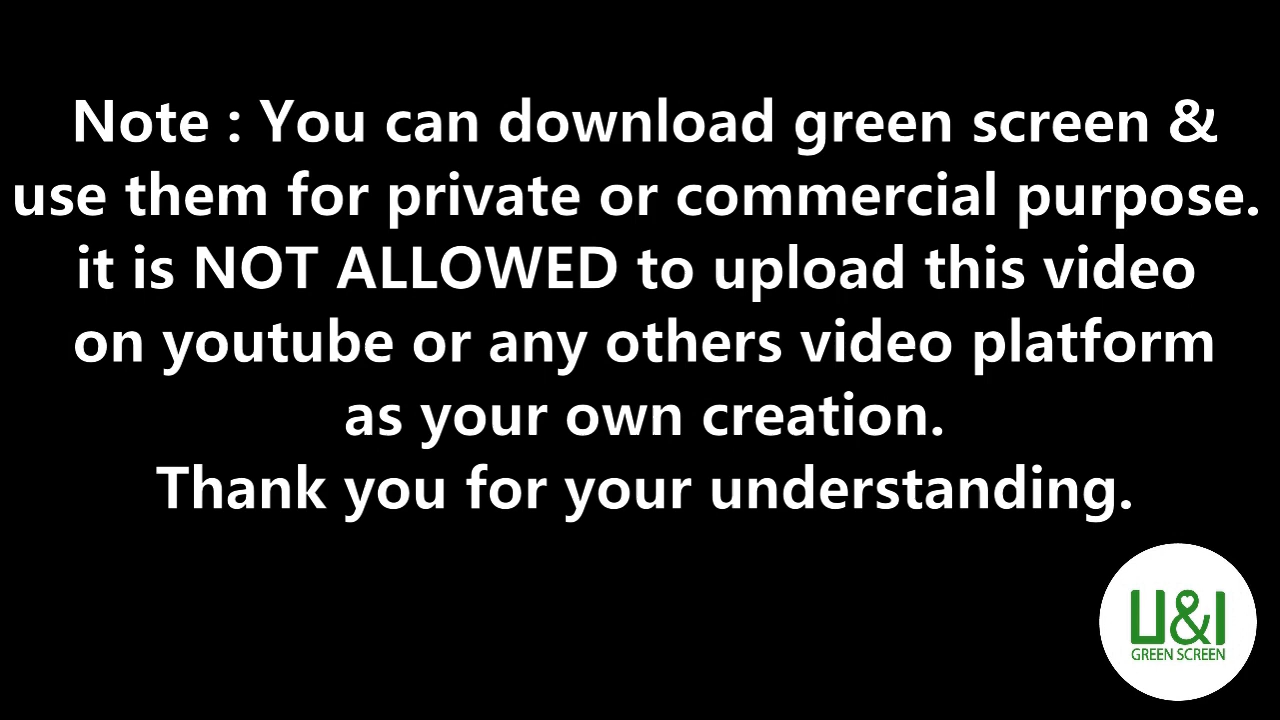 Note : You can download green screen &
use them for private or commercial purpose.
it is NOT ALLOWED to upload this video
on youtube or any others video platform
as your own creation.
Thank you for your understanding.
U&I
GREEN SCREEN